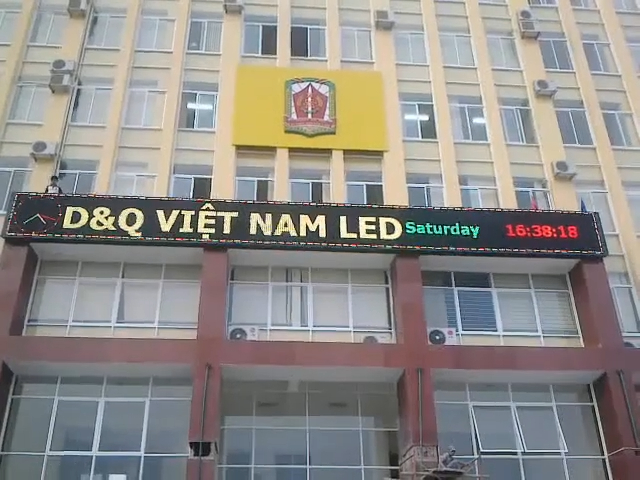 D&Q VIỆT NAM LED Saturday 16:38:18